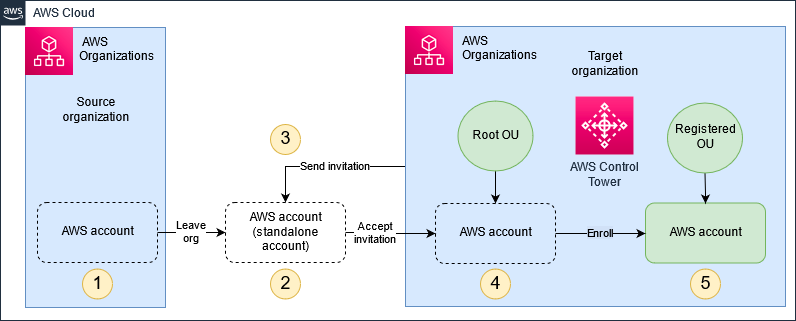 aws
AWS Cloud
AWS
Organizations
Source
organization
AWS account
1
Leave
org
3
Send invitation
AWS account
(standalone
account)
2
Accept
invitation
AWS
Organizations
Target
organization
Root OU
AWS Control
Tower
Registered
OU
AWS account
4
Enroll
AWS account
5